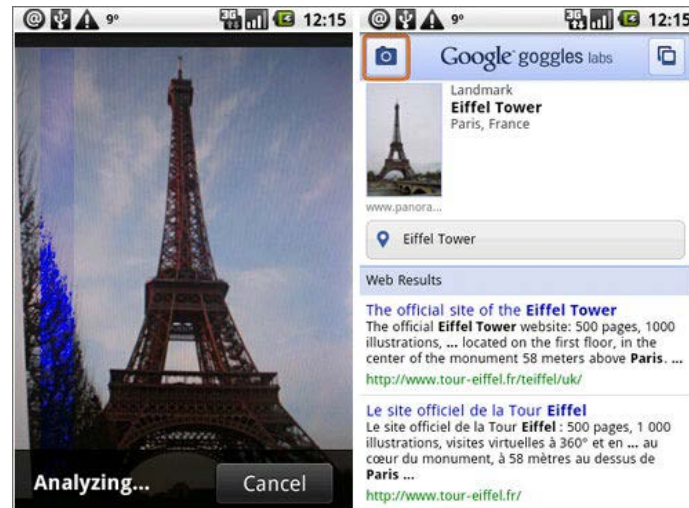 @ 9° 3G 12:15
Analyzing...
Cancel
@ 9° 3G 12:15
Google goggles labs
Landmark
Eiffel Tower
Paris, France
www.panora...
Eiffel Tower
Web Results
The official site of the Eiffel Tower
The official Eiffel Tower website: 500 pages, 1000
illustrations, ... located on the first floor, in the
center of the monument 58 meters above Paris. ...
http://www.tour-eiffel.fr/teiffel/uk/
Le site officiel de la Tour Eiffel
Le site officiel de la Tour Eiffel : 500 pages, 1 000
illustrations, visites virtuelles à 360° et en ... au
cœur du monument, à 58 mètres au dessus de
Paris ...
http://www.tour-eiffel.fr/